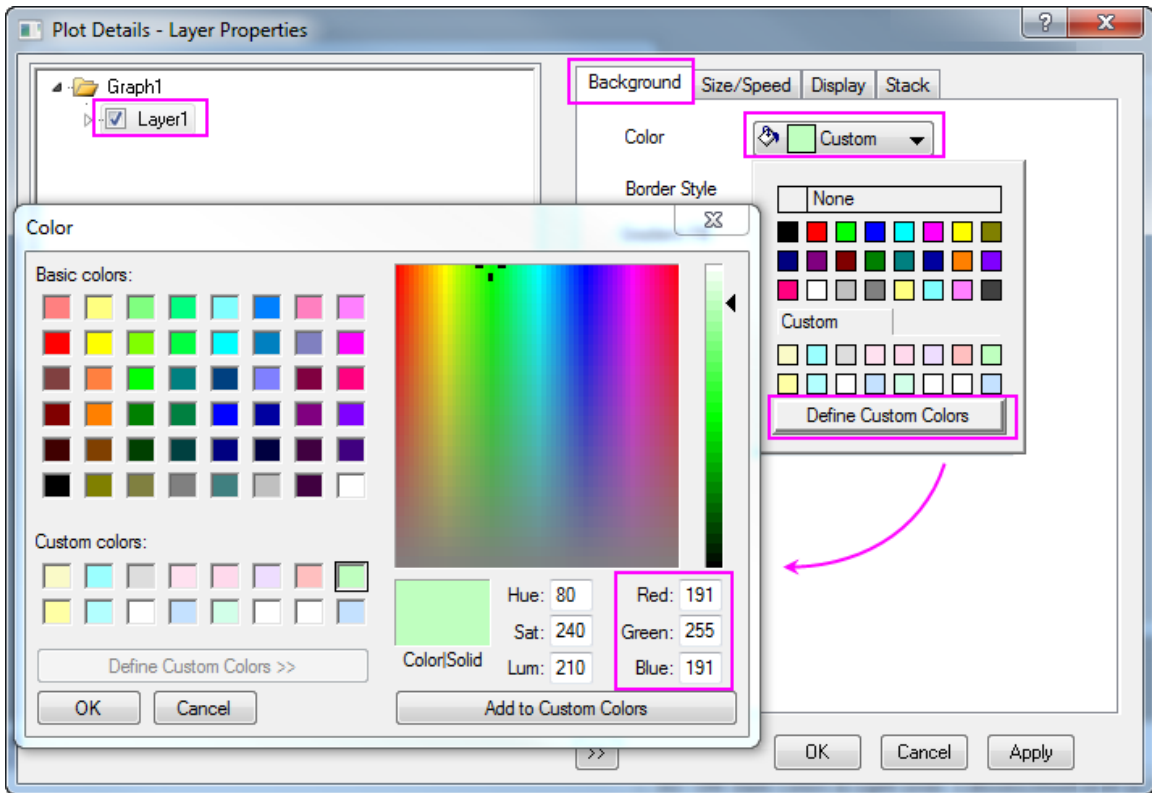 Plot Details - Layer Properties
Graph1
Layer1
Background Size/Speed Display Stack
Color Custom
Border Style
None
Custom
Define Custom Colors
Color
Basic colors:
Custom colors:
Define Custom Colors >>
OK Cancel
Color|Solid
Hue: 80 Red: 191
Sat: 240 Green: 255
Lum: 210 Blue: 191
Add to Custom Colors
>> OK Cancel Apply